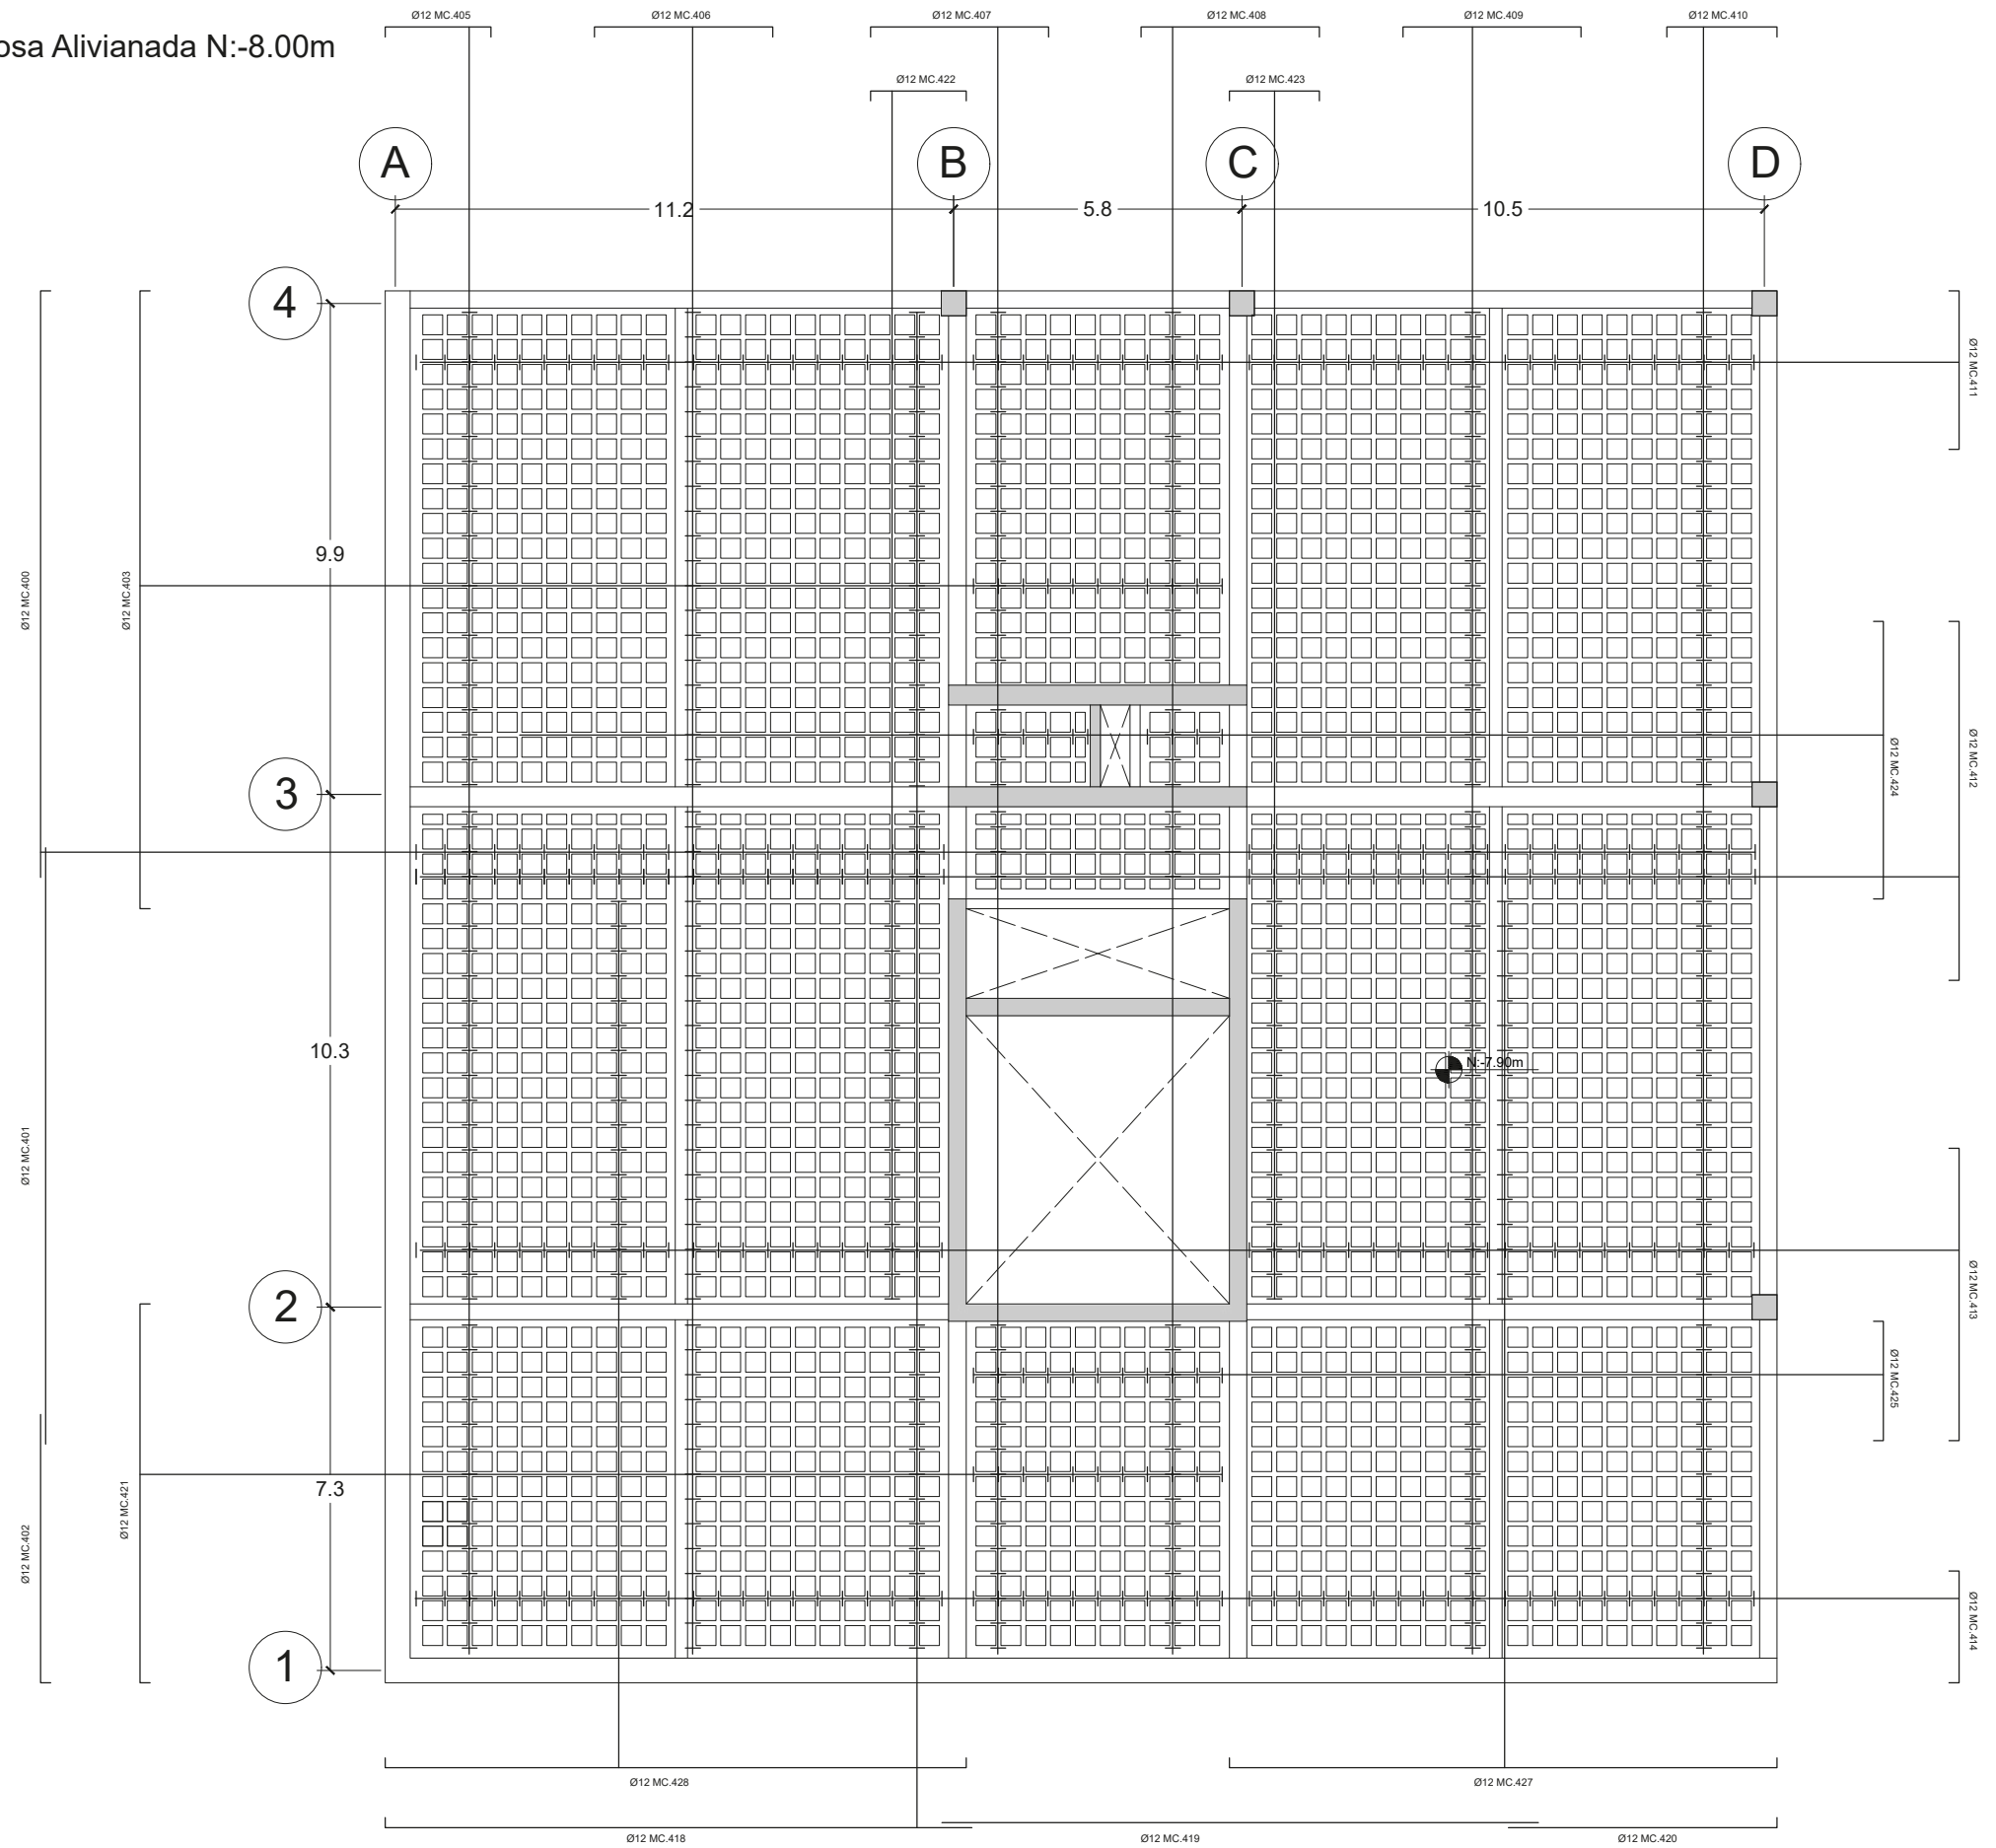 Ø12 MC.405
Ø12 MC.406
Ø12 MC.407
Ø12 MC.408
Ø12 MC.409
Ø12 MC.410
osa Alivianada N:-8.00m
Ø12 MC.422
Ø12 MC.423
A
B
C
D
11.2
5.8
10.5
4
Ø12 MC.411
9.9
Ø12 MC.400
Ø12 MC.403
3
Ø12 MC.424
Ø12 MC.412
10.3
N:-7.90m
Ø12 MC.401
2
Ø12 MC.413
Ø12 MC.425
7.3
Ø12 MC.421
Ø12 MC.402
Ø12 MC.414
1
Ø12 MC.428
Ø12 MC.427
Ø12 MC.418
Ø12 MC.419
Ø12 MC.420